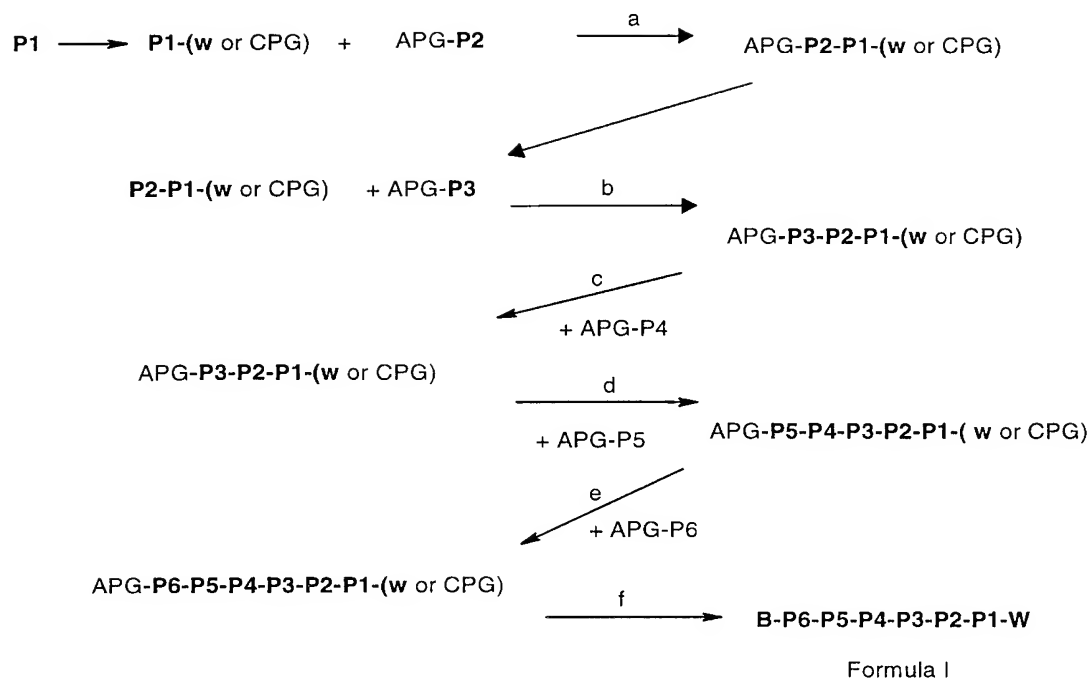 P1 P1-(w or CPG) + APG-P2 a APG-P2-P1-(w or CPG)
P2-P1-(w or CPG) + APG-P3 b
APG-P3-P2-P1-(w or CPG)
c
+ APG-P4
APG-P3-P2-P1-(w or CPG)
d
+ APG-P5 APG-P5-P4-P3-P2-P1-( w or CPG)
e
+ APG-P6
APG-P6-P5-P4-P3-P2-P1-(w or CPG)
f
B-P6-P5-P4-P3-P2-P1-W
Formula I